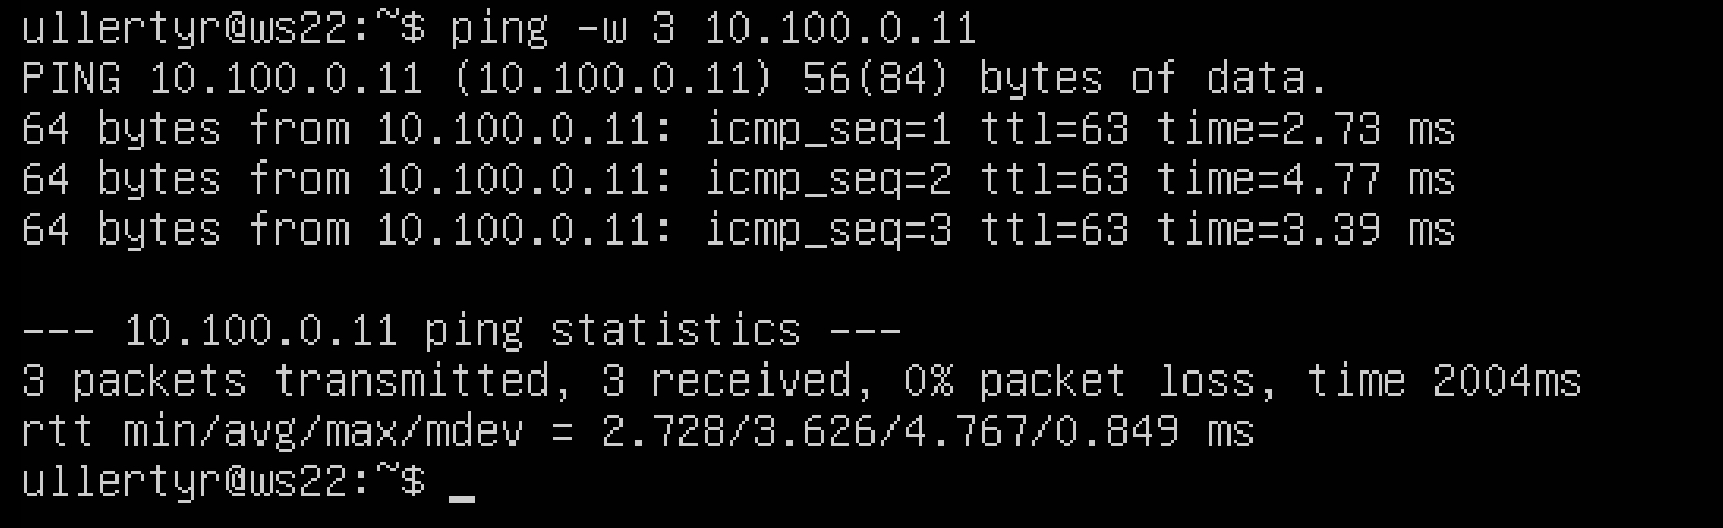 ullertyr@ws22:~$ ping -w 3 10.100.0.11
PING 10.100.0.11 (10.100.0.11) 56(84) bytes of data.
64 bytes from 10.100.0.11: icmp_seq=1 ttl=63 time=2.73 ms
64 bytes from 10.100.0.11: icmp_seq=2 ttl=63 time=4.77 ms
64 bytes from 10.100.0.11: icmp_seq=3 ttl=63 time=3.39 ms
--- 10.100.0.11 ping statistics ---
3 packets transmitted, 3 received, 0% packet loss, time 2004ms
rtt min/avg/max/mdev = 2.728/3.626/4.767/0.849 ms
ullertyr@ws22:~$ _